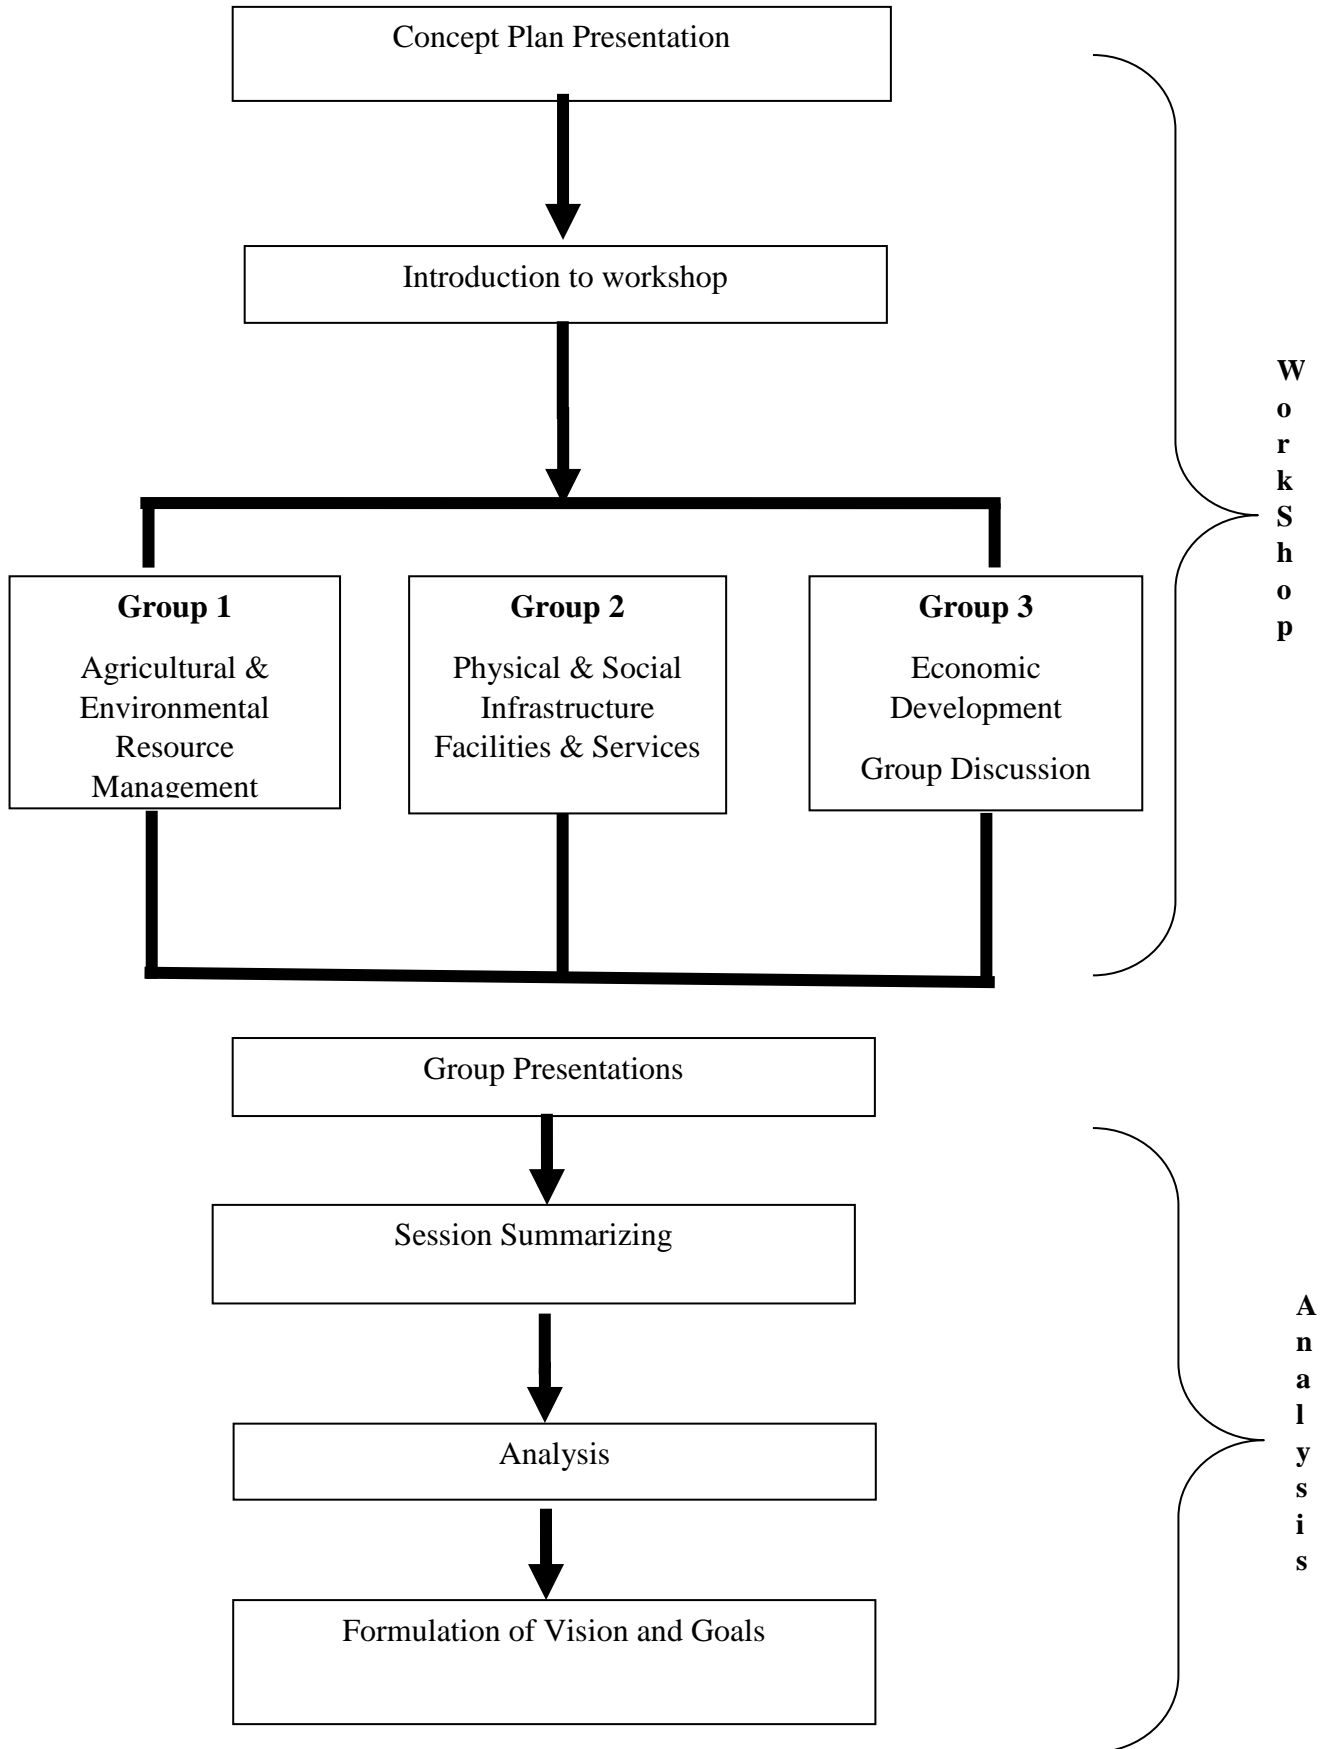 Concept Plan Presentation
Introduction to workshop
Group 1
Agricultural &
Environmental
Resource
Management
Group 2
Physical & Social
Infrastructure
Facilities & Services
Group 3
Economic
Development
Group Discussion
W
o
r
k
S
h
o
p
Group Presentations
Session Summarizing
Analysis
Formulation of Vision and Goals
A
n
a
l
y
s
i
s